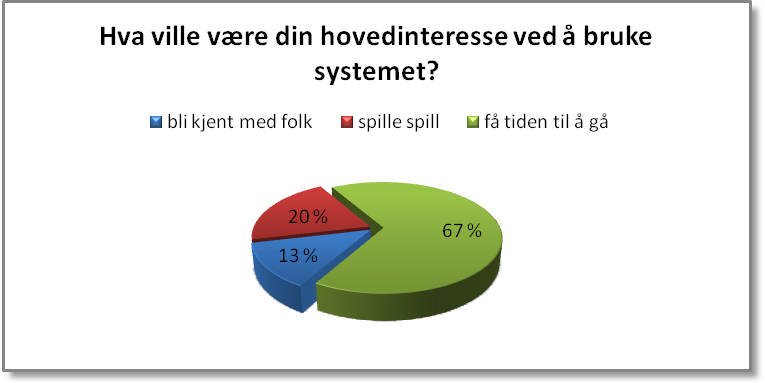 Hva ville være din hovedinteresse ved å bruke
systemet?
bli kjent med folk spille spill få tiden til å gå
20 %
67 %
13 %